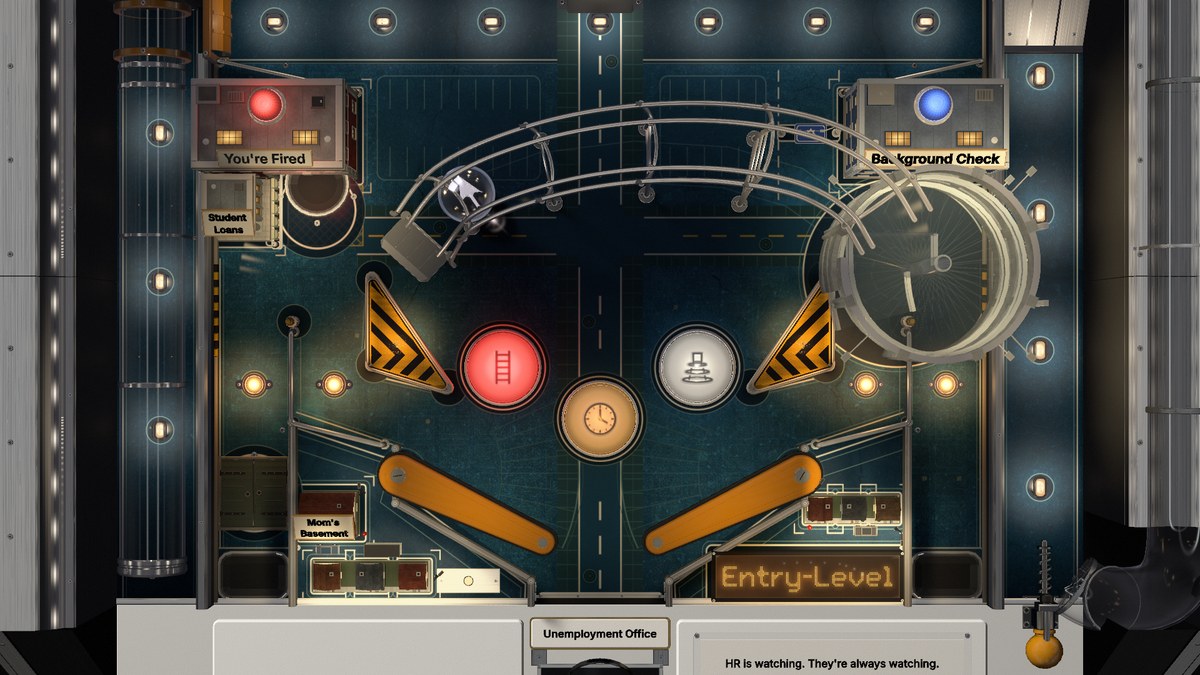 You're Fired
Background Check
Student
Loans
Mom's
Basement
Entry-Level
Unemployment Office
HR is watching. They're always watching.